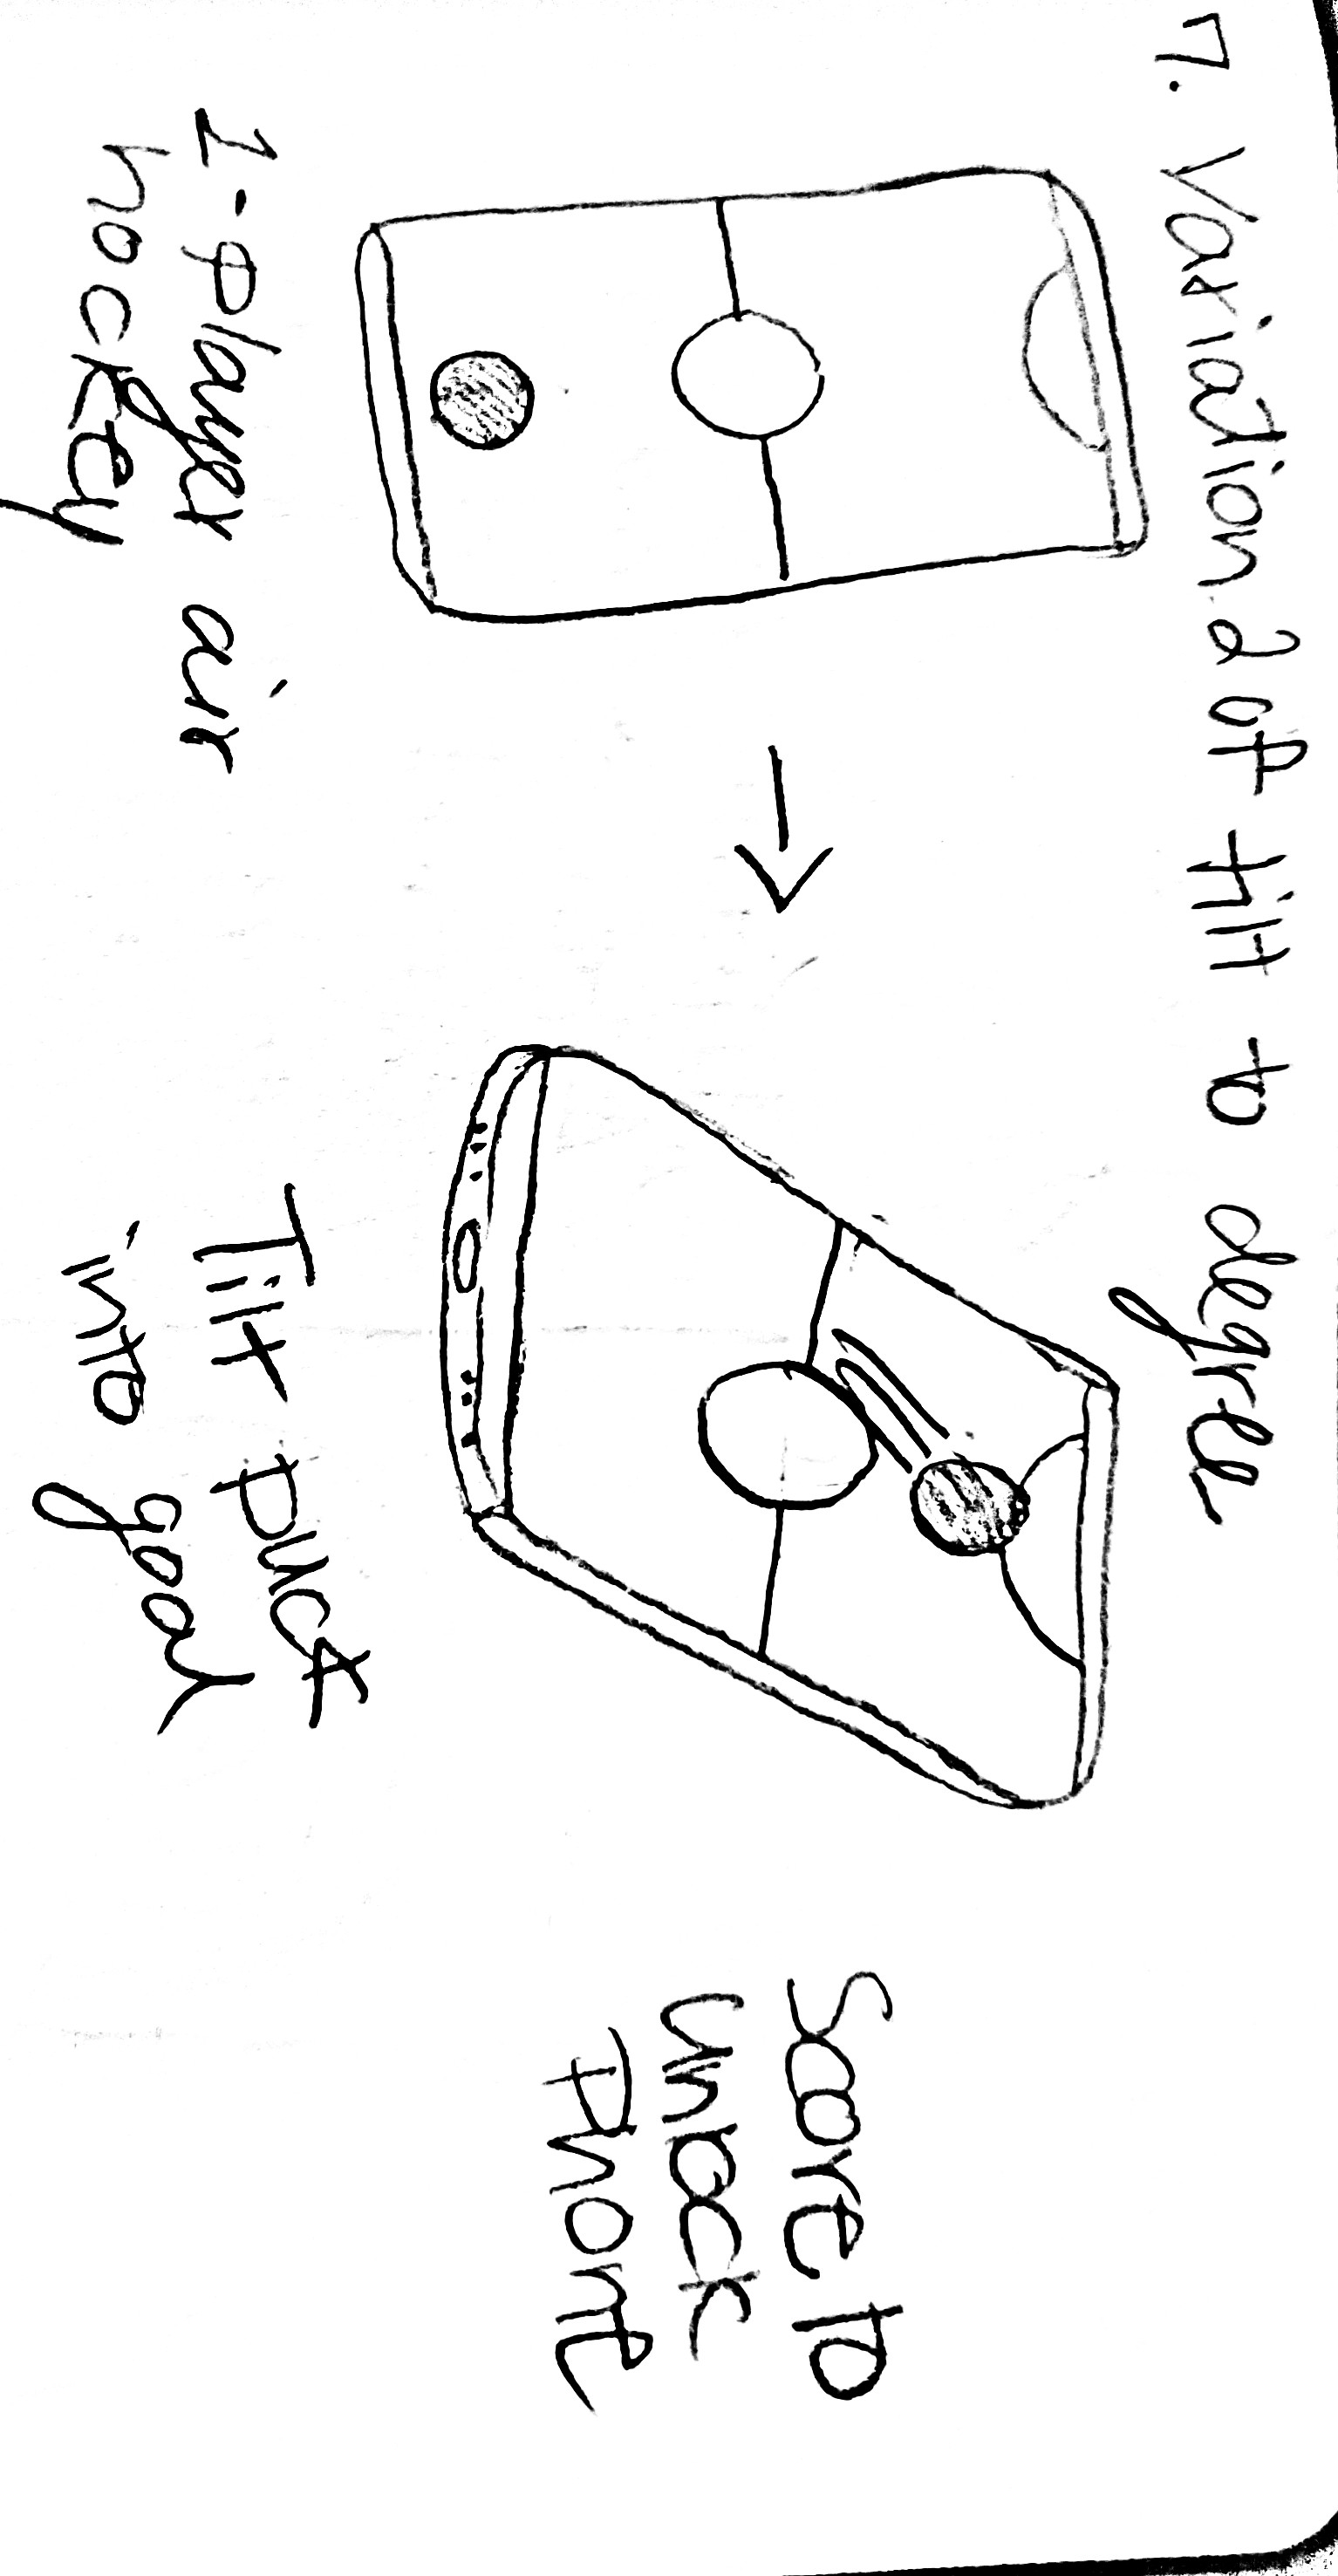 7. Variation 2 of tilt to degree
1-Player air
hockey
Tilt puck
into goal
Score to
unlock
Phone